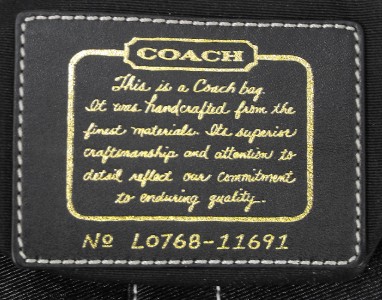 COACH
This is a Coach bag.
It was handcrafted from the
finest materials. Its superior
craftsmanship and attention to
detail reflect our commitment
to enduring quality.
No L0768-11691